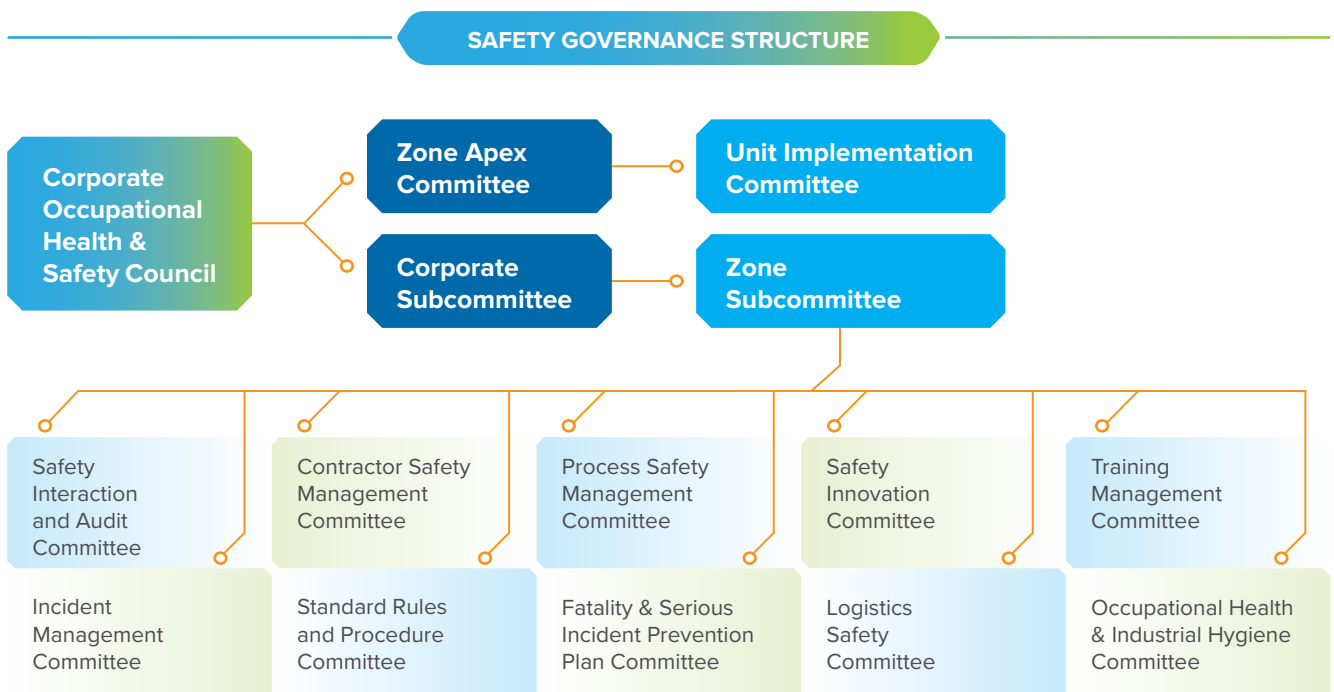 SAFETY GOVERNANCE STRUCTURE
Corporate
Occupational
Health &
Safety Council
Zone Apex
Committee
Unit Implementation
Committee
Corporate
Subcommittee
Zone
Subcommittee
Safety
Interaction
and Audit
Committee
Contractor Safety
Management
Committee
Process Safety
Management
Committee
Safety
Innovation
Committee
Training
Management
Committee
Incident
Management
Committee
Standard Rules
and Procedure
Committee
Fatality & Serious
Incident Prevention
Plan Committee
Logistics
Safety
Committee
Occupational Health
& Industrial Hygiene
Committee